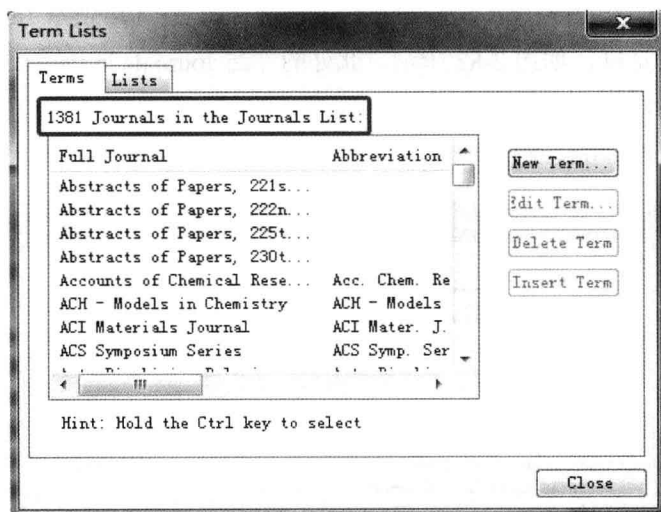 Term Lists
Terms Lists
1381 Journals in the Journals List:
Full Journal Abbreviation
Abstracts of Papers, 221s...
Abstracts of Papers, 222n...
Abstracts of Papers, 225t...
Abstracts of Papers, 230t...
Accounts of Chemical Rese... Acc. Chem. Re
ACH - Models in Chemistry ACH - Models
ACI Materials Journal ACI Mater. J.
ACS Symposium Series ACS Symp. Ser
New Term...
Edit Term...
Delete Term
Insert Term
Hint: Hold the Ctrl key to select
Close